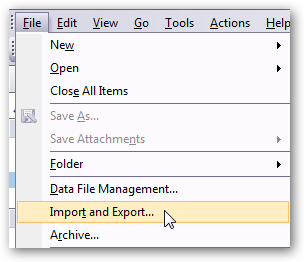 File Edit View Go Tools Actions Help
New
Open
Close All Items
Save As...
Save Attachments
Folder
Data File Management...
Import and Export...
Archive...